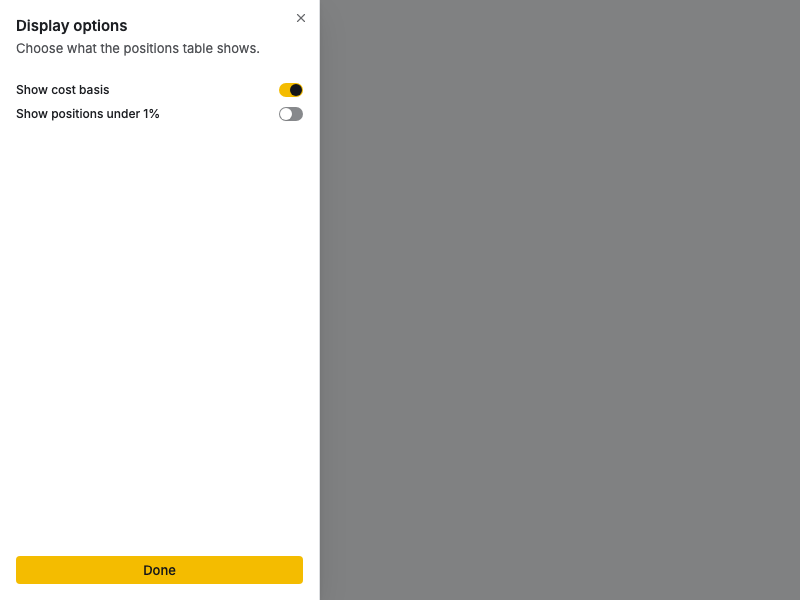 Display options
Choose what the positions table shows.
Show cost basis
Show positions under 1%
Done